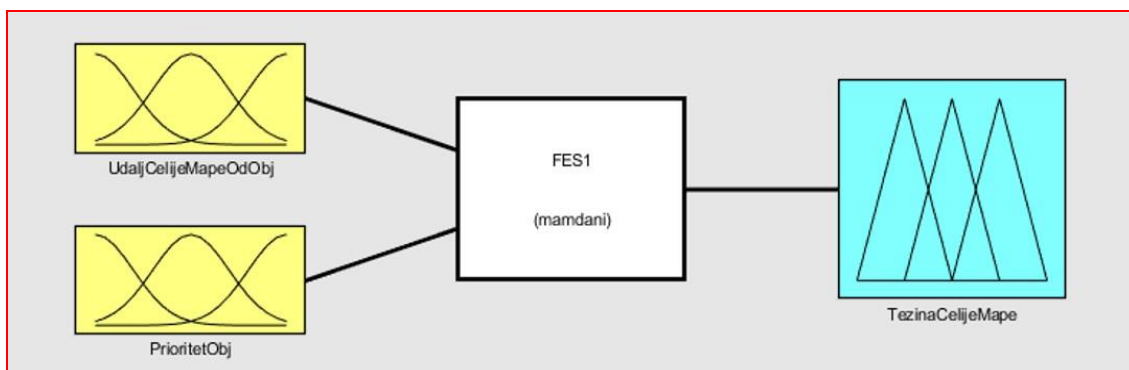 UdaljCelijeMapeOdObj
FES1
(mamdani)
PrioritetObj
TezinaCelijeMape